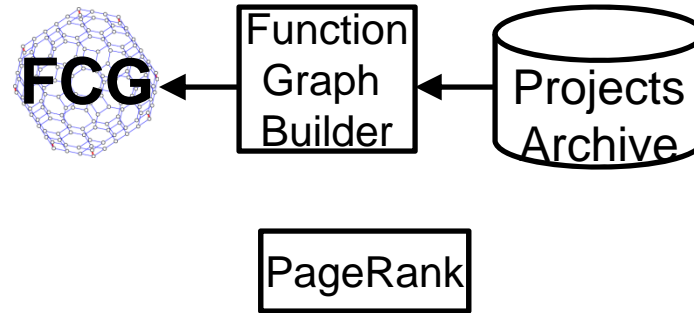 FCG
Function
Graph
Builder
Projects
Archive
PageRank